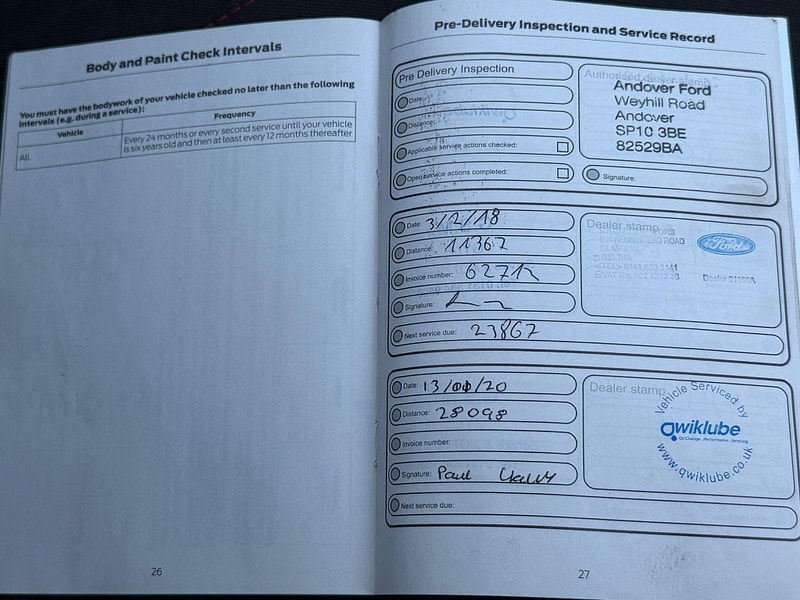 Body and Paint Check Intervals
You must have the bodywork of your vehicle checked no later than the following
intervals (e.g. during a service):
Vehicle
Frequency
All.
Every 24 months or every second service until your vehicle
is six years old and then at least every 12 months thereafter
26
Pre-Delivery Inspection and Service Record
Pre Delivery Inspection
Date:
Distance:
Applicable service actions checked:
Open service actions completed:
Authorised dealer stamp
Andover Ford
Weyhill Road
Andover
SP10 3BE
82529BA
Signature:
Date: 3/2/18
Distance: 11367
Invoice number:
Signature:
Next service due: 23867
Dealer stamp
ROAD
GLASGOW
Ford
Date:
Distance: 28098
Invoice number:
Signature: Paul
Next service due:
Dealer stamp
Vehicle Serviced by
qwiklube
Oil Change · Performance · Servicing
www.qwiklube.co.uk
27